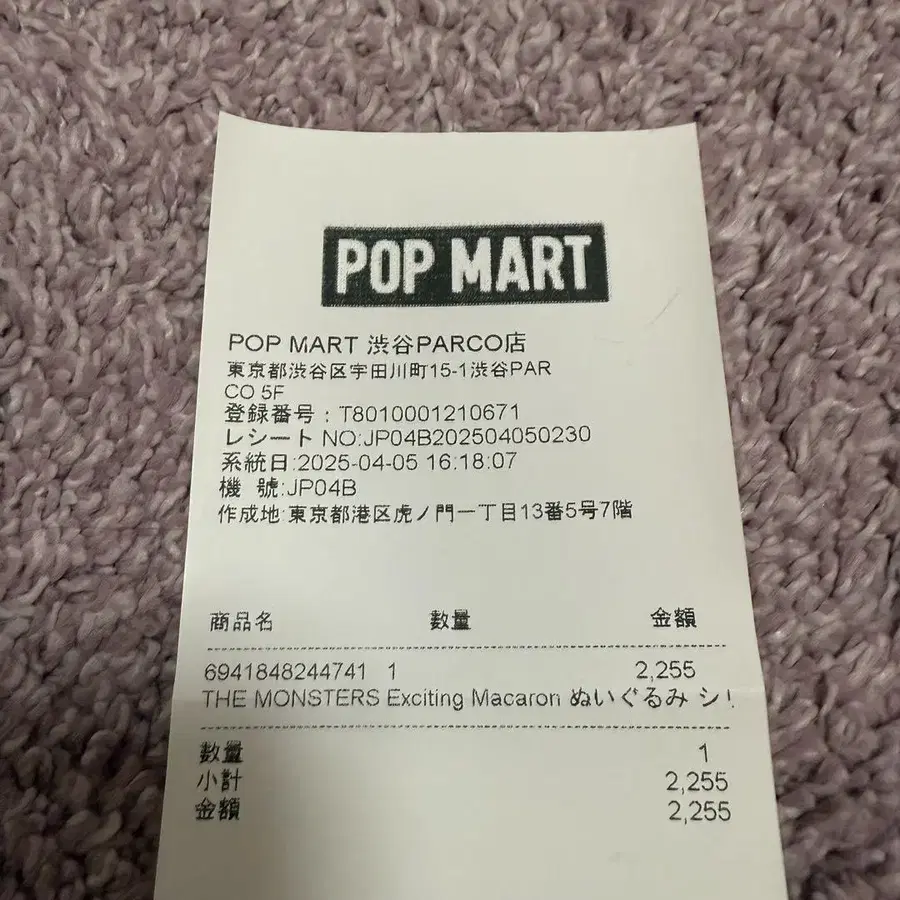 POP MART
POP MART 渋谷PARCO店
東京都渋谷区宇田川町15-1渋谷PAR
CO 5F
登録番号：T8010001210671
レシート NO:JP04B202504050230
系統日:2025-04-05 16:18:07
機 號:JP04B
作成地:東京都港区虎ノ門一丁目13番5号7階
商品名 数量 金額
6941848244741 1 2,255
THE MONSTERS Exciting Macaron ぬいぐるみ シ
数量 1
小計 2,255
金額 2,255